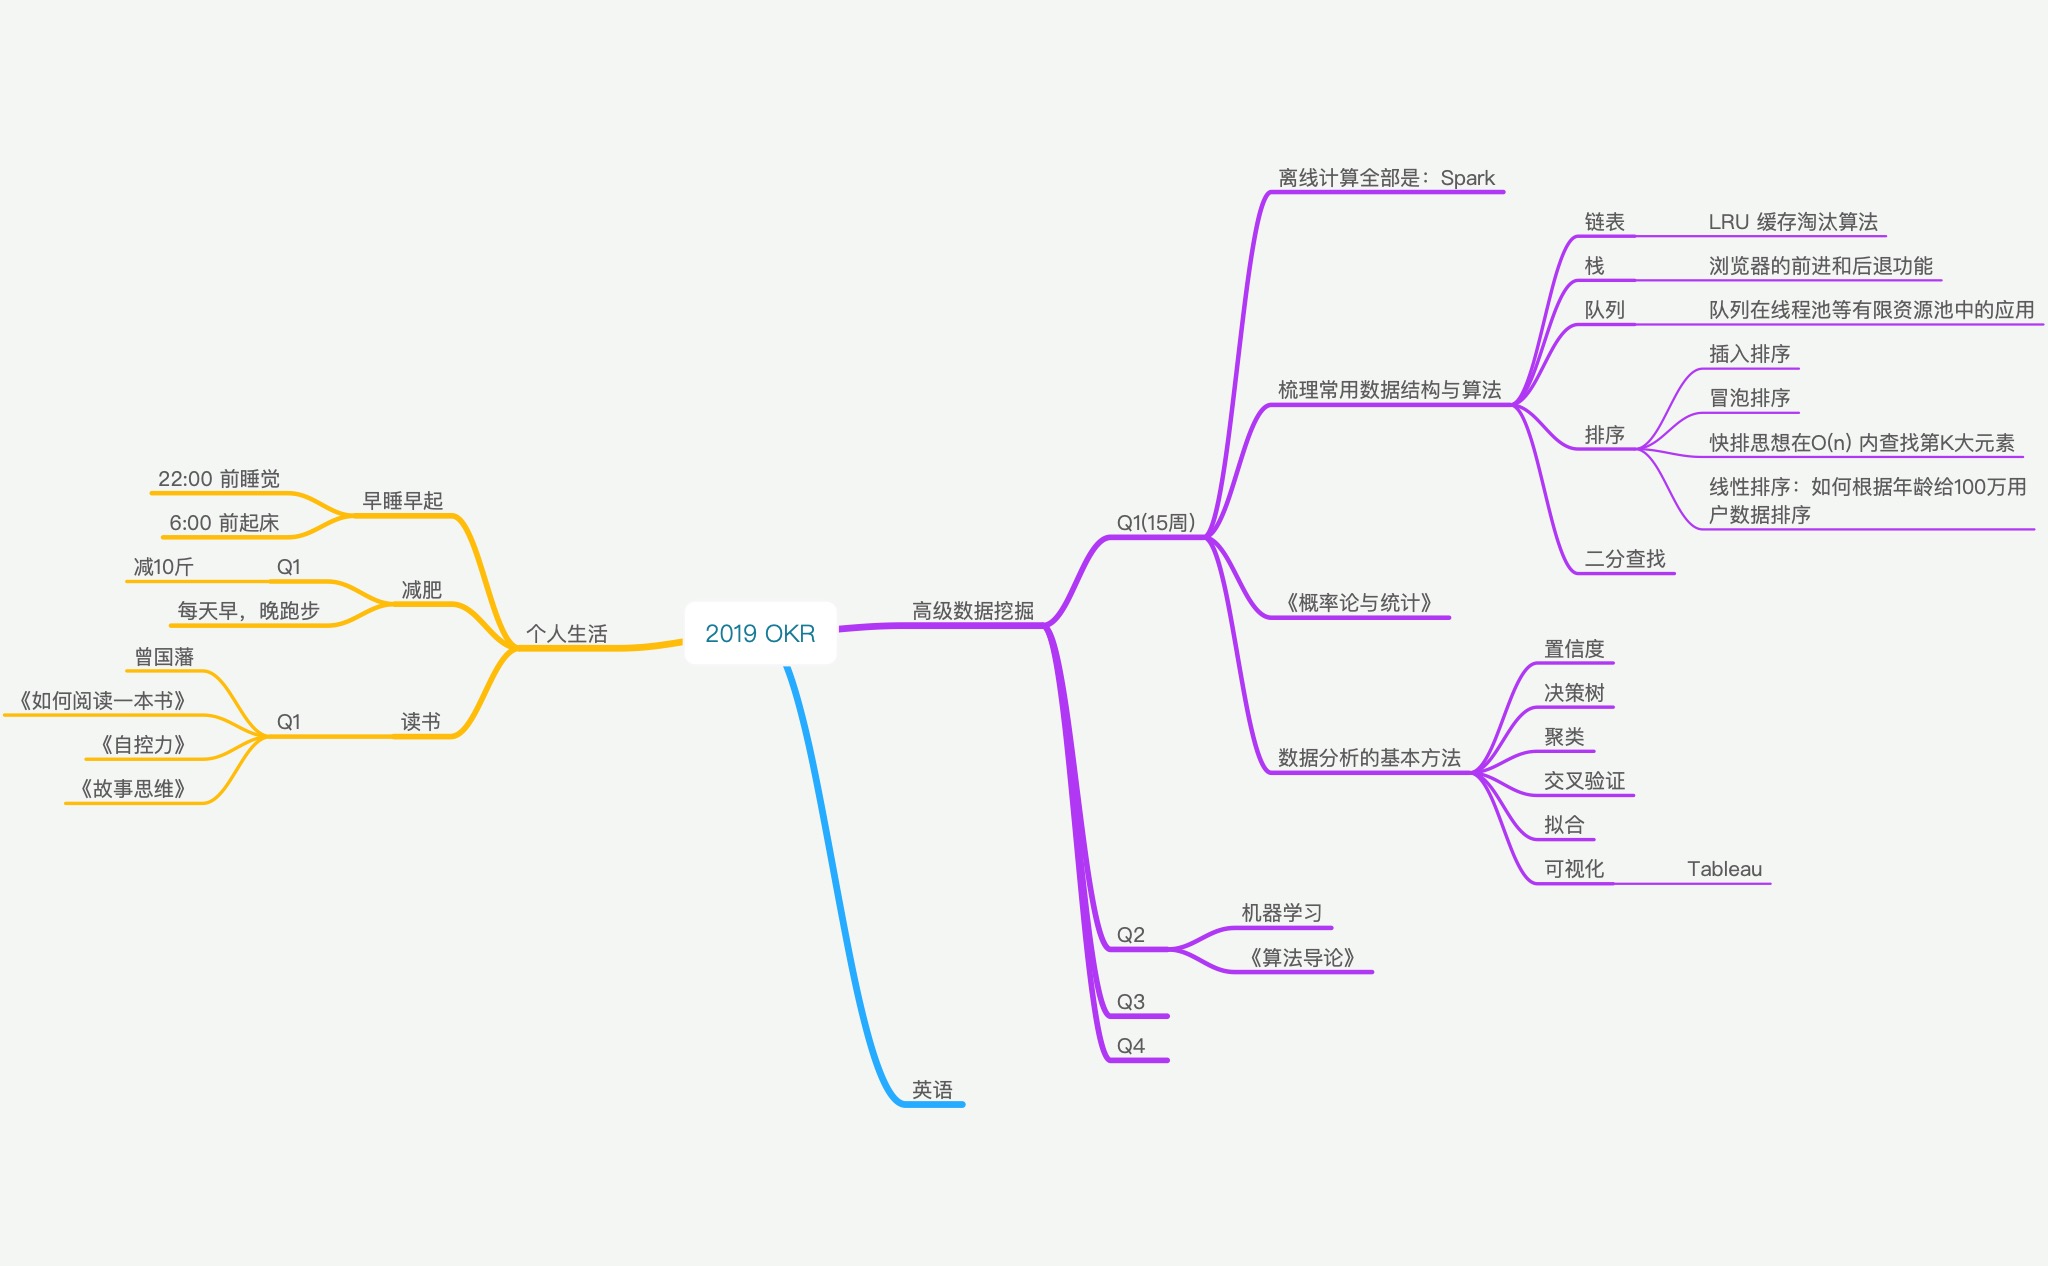 2019 OKR
高级数据挖掘
Q1(15周)
离线计算全部是：Spark
梳理常用数据结构与算法
链表
LRU 缓存淘汰算法
栈
浏览器的前进和后退功能
队列
队列在线程池等有限资源池中的应用
排序
插入排序
冒泡排序
快排思想在O(n) 内查找第K大元素
线性排序：如何根据年龄给100万用
户数据排序
二分查找
《概率论与统计》
数据分析的基本方法
置信度
决策树
聚类
交叉验证
拟合
可视化
Tableau
Q2
机器学习
《算法导论》
Q3
Q4
英语
个人生活
早睡早起
22:00 前睡觉
6:00 前起床
减肥
Q1
减10斤
每天早，晚跑步
读书
Q1
曾国藩
《如何阅读一本书》
《自控力》
《故事思维》